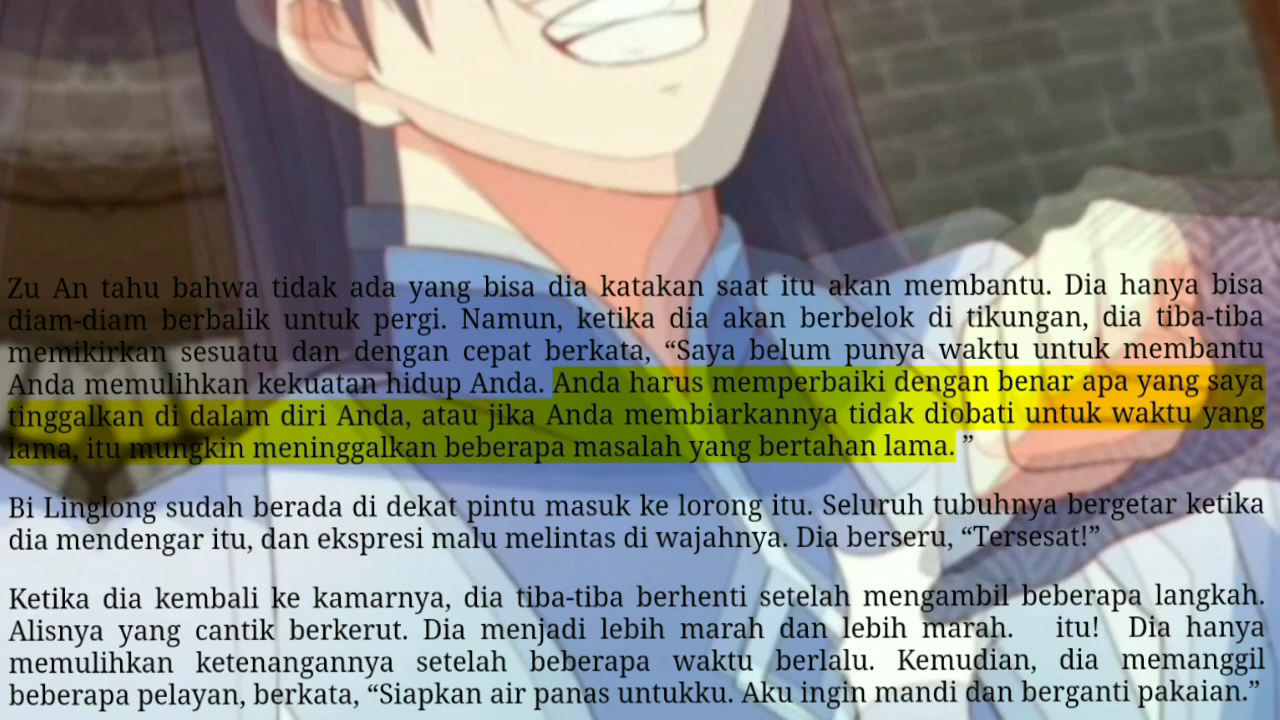 Zu An tahu bahwa tidak ada yang bisa dia katakan saat itu akan membantu. Dia hanya bisa
diam-diam berbalik untuk pergi. Namun, ketika dia akan berbelok di tikungan, dia tiba-tiba
memikirkan sesuatu dan dengan cepat berkata, “Saya belum punya waktu untuk membantu
Anda memulihkan kekuatan hidup Anda. Anda harus memperbaiki dengan benar apa yang saya
tinggalkan di dalam diri Anda, atau jika Anda membiarkannya tidak diobati untuk waktu yang
lama, itu mungkin meninggalkan beberapa masalah yang bertahan lama. ”
Bi Linglong sudah berada di dekat pintu masuk ke lorong itu. Seluruh tubuhnya bergetar ketika
dia mendengar itu, dan ekspresi malu melintas di wajahnya. Dia berseru, “Tersesat!”
Ketika dia kembali ke kamarnya, dia tiba-tiba berhenti setelah mengambil beberapa langkah.
Alisnya yang cantik berkerut. Dia menjadi lebih marah dan lebih marah. itu! Dia hanya
memulihkan ketenangannya setelah beberapa waktu berlalu. Kemudian, dia memanggil
beberapa pelayan, berkata, “Siapkan air panas untukku. Aku ingin mandi dan berganti pakaian.”